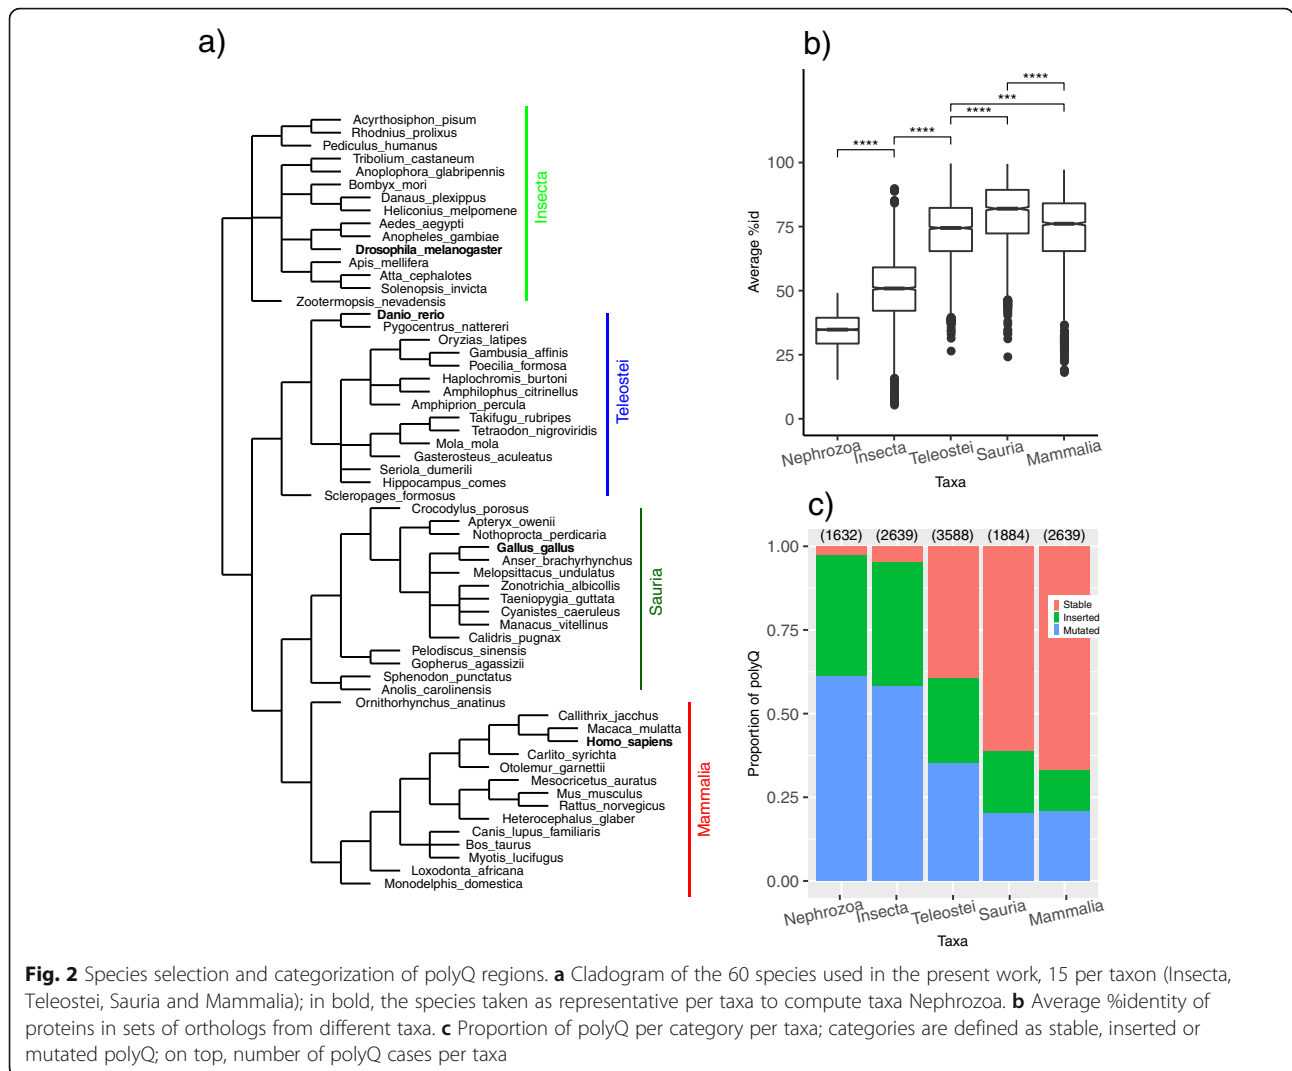 a)
Acyrthosiphon_pisum
Rhodnius_prolixus
Pediculus_humanus
Tribolium_castaneum
Anoplophora_glabripennis
Bombyx_mori
Danaus_plexippus
Heliconius_melpomene
Aedes_aegypti
Anopheles_gambiae
Drosophila_melanogaster
Apis_mellifera
Atta_cephalotes
Solenopsis_invicta
Zootermopsis_nevadensis
Insecta
Danio_rerio
Pygocentrus_nattereri
Oryzias_latipes
Gambusia_affinis
Poecilia_formosa
Haplochromis_burtoni
Amphilophus_citrinellus
Amphiprion_percula
Takifugu_rubripes
Tetraodon_nigroviridis
Mola_mola
Gasterosteus_aculeatus
Seriola_dumerili
Hippocampus_comes
Scleropages_formosus
Teleostei
Crocodylus_porosus
Apteryx_owenii
Nothoprocta_perdicaria
Gallus_gallus
Anser_brachyrhynchus
Melopsittacus_undulatus
Zonotrichia_albicollis
Taeniopygia_guttata
Cyanistes_caeruleus
Manacus_vitellinus
Calidris_pugnax
Pelodiscus_sinensis
Gopherus_agassizii
Sphenodon_punctatus
Anolis_carolinensis
Sauria
Ornithorhynchus_anatinus
Callithrix_jacchus
Macaca_mulatta
Homo_sapiens
Carlito_syrichta
Otolemur_garnettii
Mesocricetus_auratus
Mus_musculus
Rattus_norvegicus
Heterocephalus_glaber
Canis_lupus_familiaris
Bos_taurus
Myotis_lucifugus
Loxodonta_africana
Monodelphis_domestica
Mammalia
b)
****
***
****
****
****
100
75
50
25
0
Average %id
Nephrozoa Insecta Teleostei Sauria Mammalia
Taxa
c)
(1632) (2639) (3588) (1884) (2639)
1.00
0.75
0.50
0.25
0.00
Proportion of polyQ
Stable
Inserted
Mutated
Nephrozoa Insecta Teleostei Sauria Mammalia
Taxa
Fig. 2 Species selection and categorization of polyQ regions. a Cladogram of the 60 species used in the present work, 15 per taxon (Insecta,
Teleostei, Sauria and Mammalia); in bold, the species taken as representative per taxa to compute taxa Nephrozoa. b Average %identity of
proteins in sets of orthologs from different taxa. c Proportion of polyQ per category per taxa; categories are defined as stable, inserted or
mutated polyQ; on top, number of polyQ cases per taxa